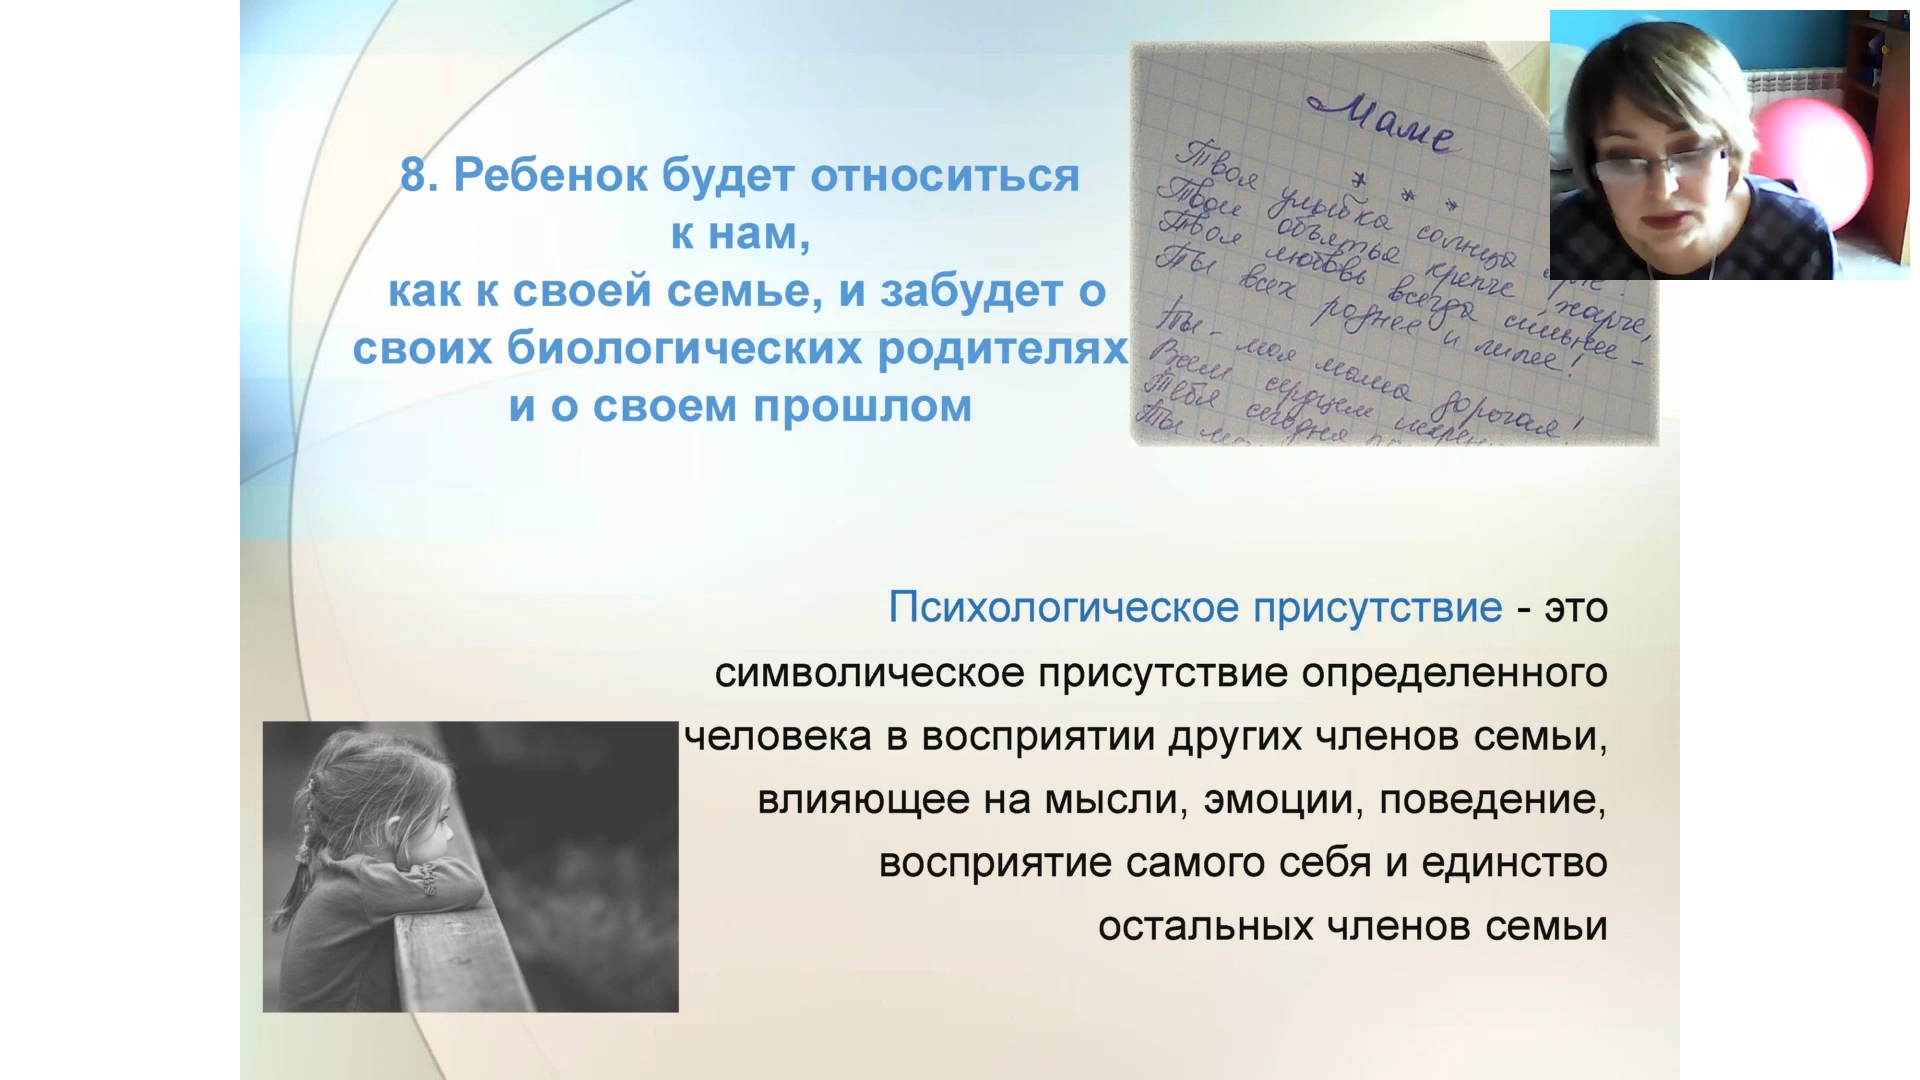 8. Ребенок будет относиться
к нам,
как к своей семье, и забудет о
своих биологических родителях
и о своем прошлом
Маме
* * *
Твоя улыбка солнца
Твои объятья крепче, жарче,
Твоя любовь всегда сильнее -
Ты всех роднее и милее!
Ты - моя мама дорогая!
Всем сердцем
Тебя сегодня
Ты
Психологическое присутствие - это
символическое присутствие определенного
человека в восприятии других членов семьи,
влияющее на мысли, эмоции, поведение,
восприятие самого себя и единство
остальных членов семьи